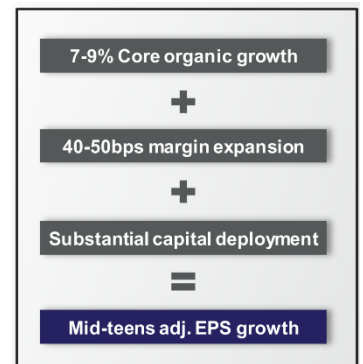 7-9% Core organic growth
+
40-50bps margin expansion
+
Substantial capital deployment
=
Mid-teens adj. EPS growth